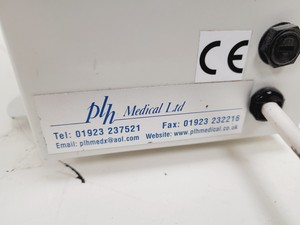 plh Medical Ltd
Tel: 01923 237521 Fax: 01923 232216
Email: plhmedx@aol.com Website: www.plhmedical.co.uk
CE